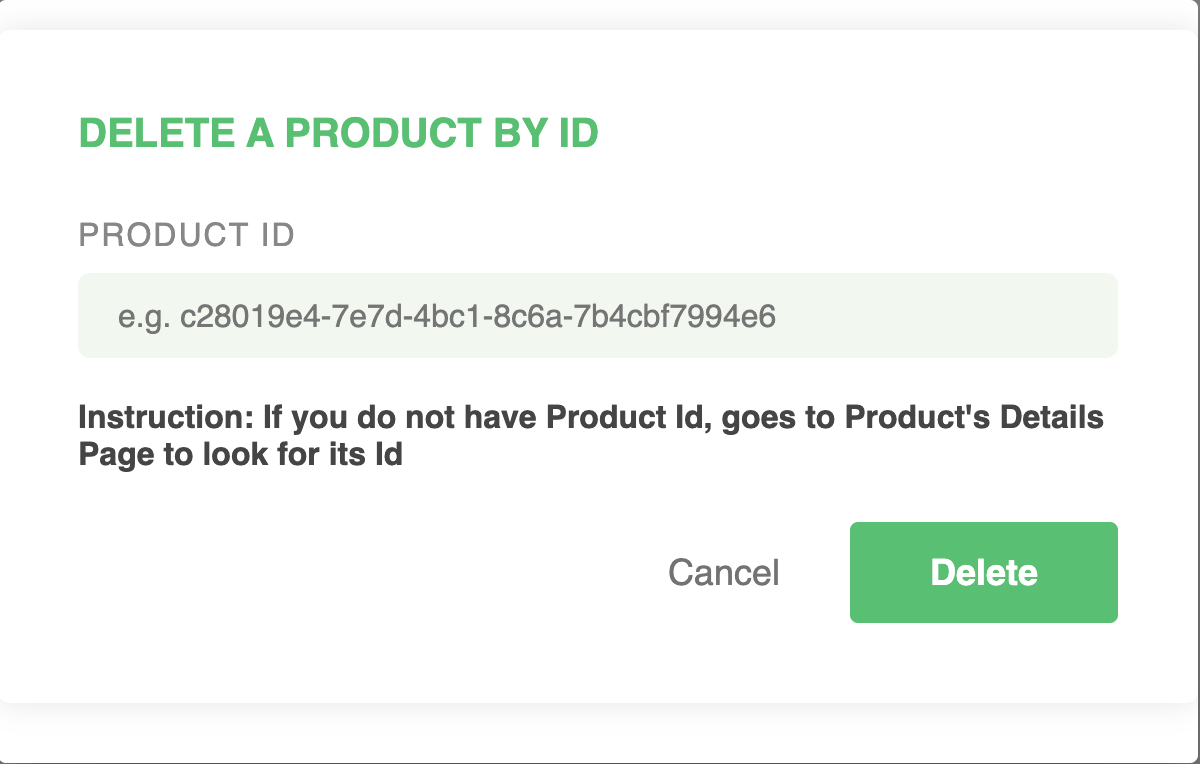 DELETE A PRODUCT BY ID
PRODUCT ID
e.g. c28019e4-7e7d-4bc1-8c6a-7b4cbf7994e6
Instruction: If you do not have Product Id, goes to Product's Details
Page to look for its Id
Cancel
Delete